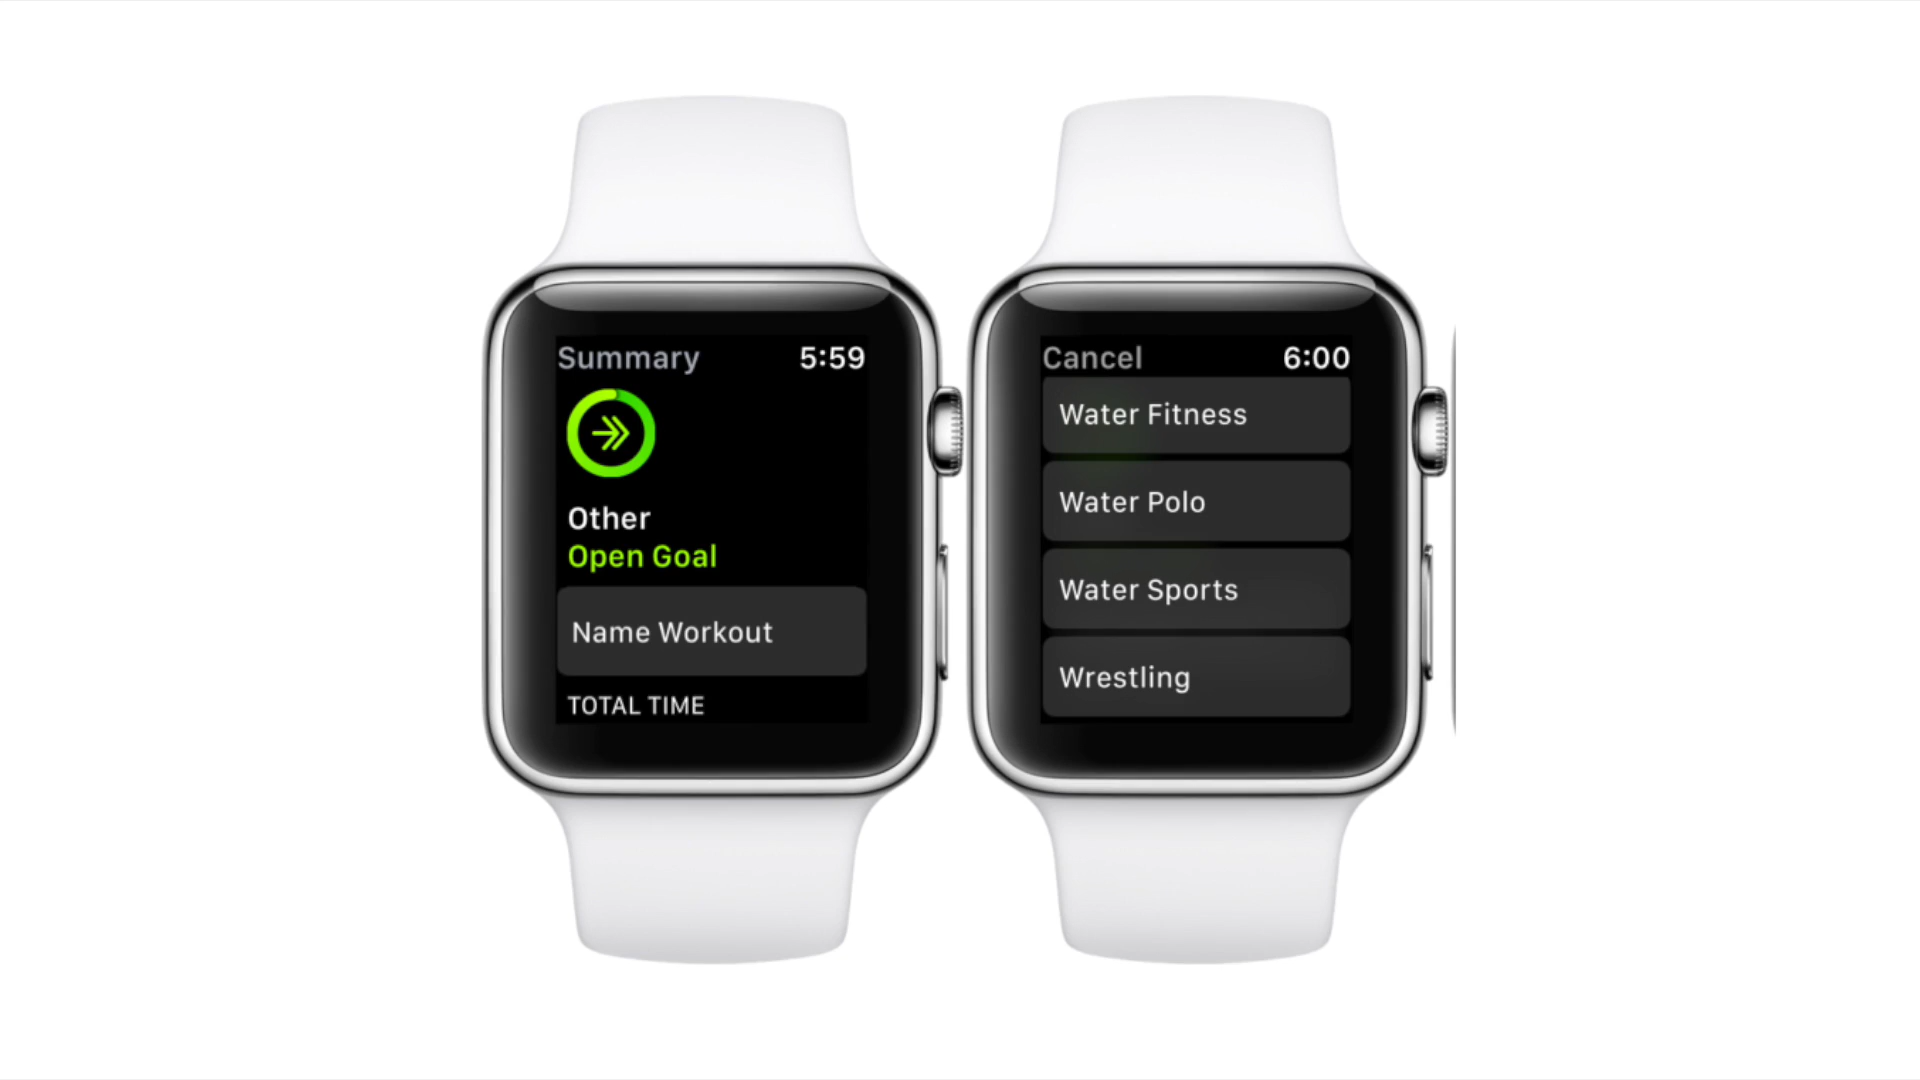 Summary 5:59
Other
Open Goal
Name Workout
TOTAL TIME
Cancel 6:00
Water Fitness
Water Polo
Water Sports
Wrestling